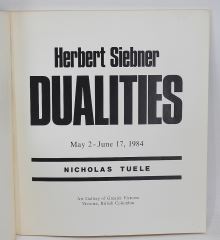 Herbert Siebner
DUALITIES
May 2 - June 17, 1984
NICHOLAS TUELE
Art Gallery of Greater Victoria
Victoria, British Columbia